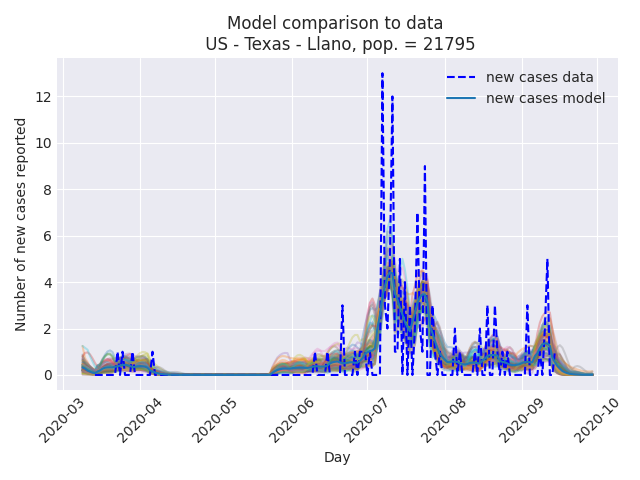 Model comparison to data
US - Texas - Llano, pop. = 21795
new cases data
new cases model
Number of new cases reported
12
10
8
6
4
2
0
2020-03
2020-04
2020-05
2020-06
2020-07
2020-08
2020-09
2020-10
Day